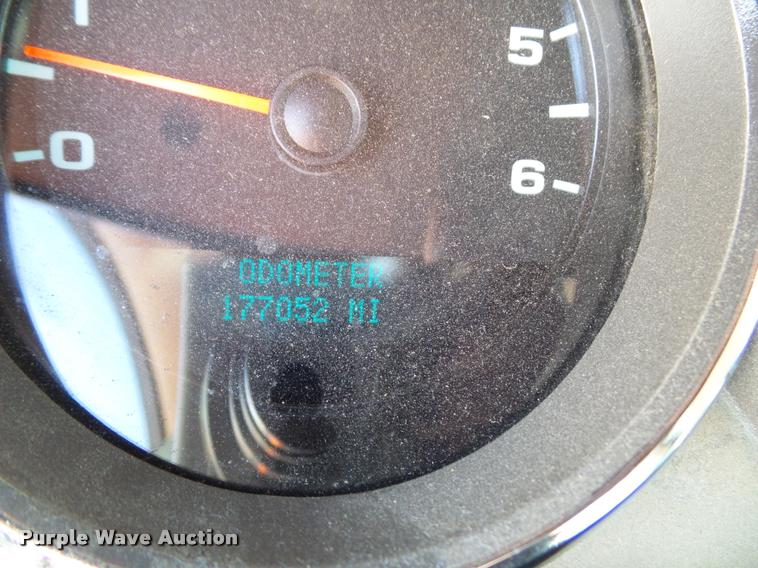 1
5
0
6
ODOMETER
177052 MI
Purple Wave Auction